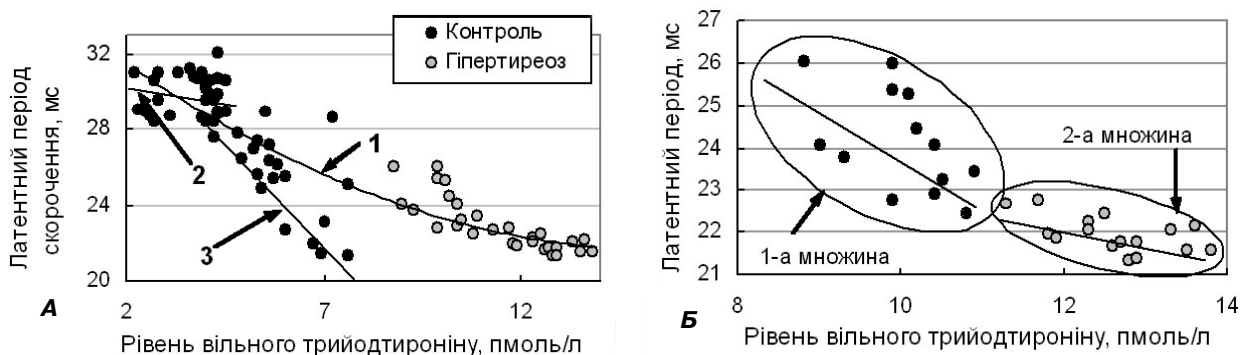 Латентний період
скорочення, мс
32
28
24
20
2
7
12
Контроль
Гіпертиреоз
1
2
3
А
Рівень вільного трийодтироніну, пмоль/л
Латентний період, мс
27
26
25
24
23
22
21
8
10
12
14
2-а множина
1-а множина
Б
Рівень вільного трийодтироніну, пмоль/л